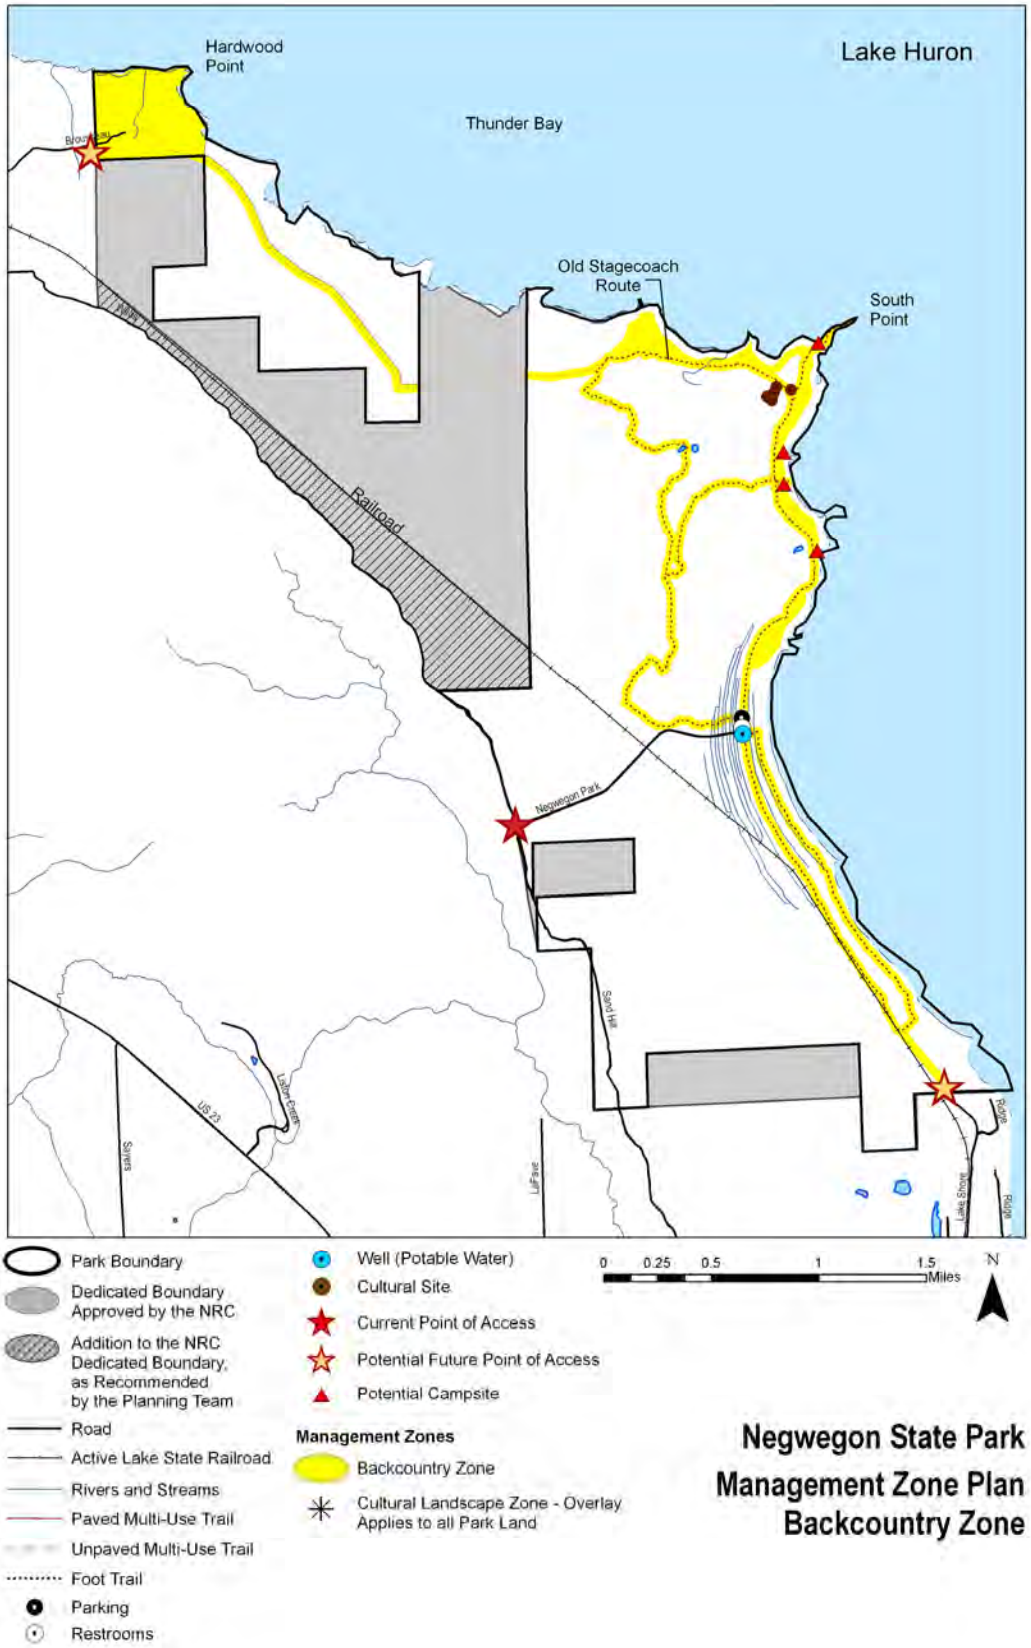 Hardwood
Point
Lake Huron
Thunder Bay
Old Stagecoach
Route
South
Point
Railroad
Negwegon Park
Sand Hill
Liston Creek
US 23
Sayers
LaFave
Lake Shore
Ridge
Ridge
Park Boundary
Dedicated Boundary
Approved by the NRC
Addition to the NRC
Dedicated Boundary,
as Recommended
by the Planning Team
Road
Active Lake State Railroad
Rivers and Streams
Paved Multi-Use Trail
Unpaved Multi-Use Trail
Foot Trail
Parking
Restrooms
Well (Potable Water)
Cultural Site
Current Point of Access
Potential Future Point of Access
Potential Campsite
Management Zones
Backcountry Zone
Cultural Landscape Zone - Overlay
Applies to all Park Land
0 0.25 0.5 1 1.5
Miles
N
Negwegon State Park
Management Zone Plan
Backcountry Zone